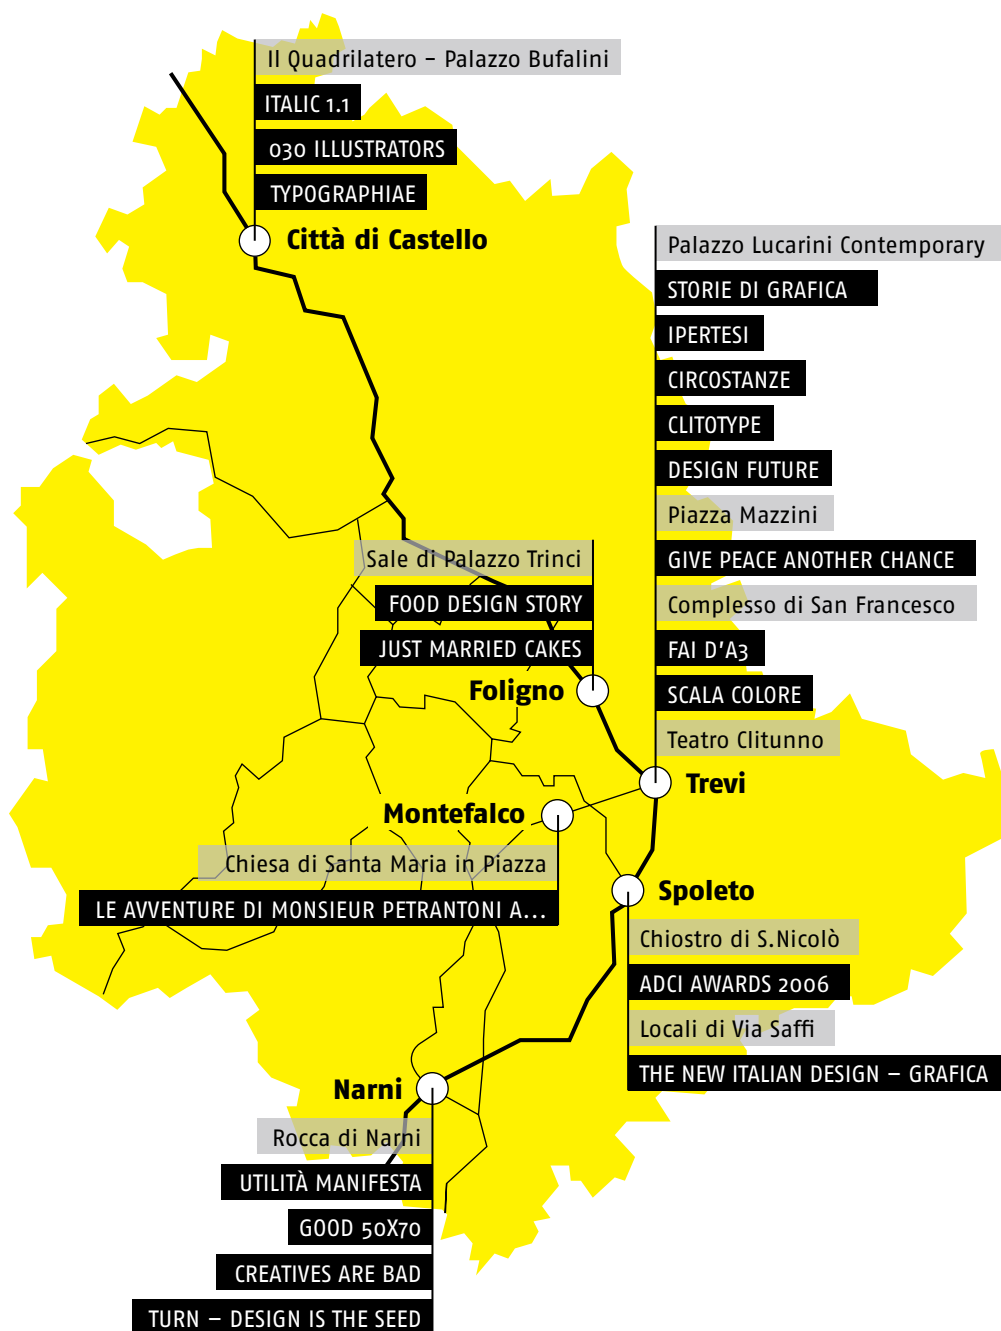 Il Quadrilatero – Palazzo Bufalini
ITALIC 1.1
030 ILLUSTRATORS
TYPOGRAPHIAE
Città di Castello
Palazzo Lucarini Contemporary
STORIE DI GRAFICA
IPERTESI
CIRCOSTANZE
CLITOTYPE
DESIGN FUTURE
Piazza Mazzini
GIVE PEACE ANOTHER CHANCE
Complesso di San Francesco
FAI D'A3
SCALA COLORE
Teatro Clitunno
Trevi
Sale di Palazzo Trinci
FOOD DESIGN STORY
JUST MARRIED CAKES
Foligno
Montefalco
Chiesa di Santa Maria in Piazza
LE AVVENTURE DI MONSIEUR PETRANTONI A...
Spoleto
Chiostro di S.Nicolò
ADCI AWARDS 2006
Locali di Via Saffi
THE NEW ITALIAN DESIGN – GRAFICA
Narni
Rocca di Narni
UTILITÀ MANIFESTA
GOOD 50X70
CREATIVES ARE BAD
TURN – DESIGN IS THE SEED